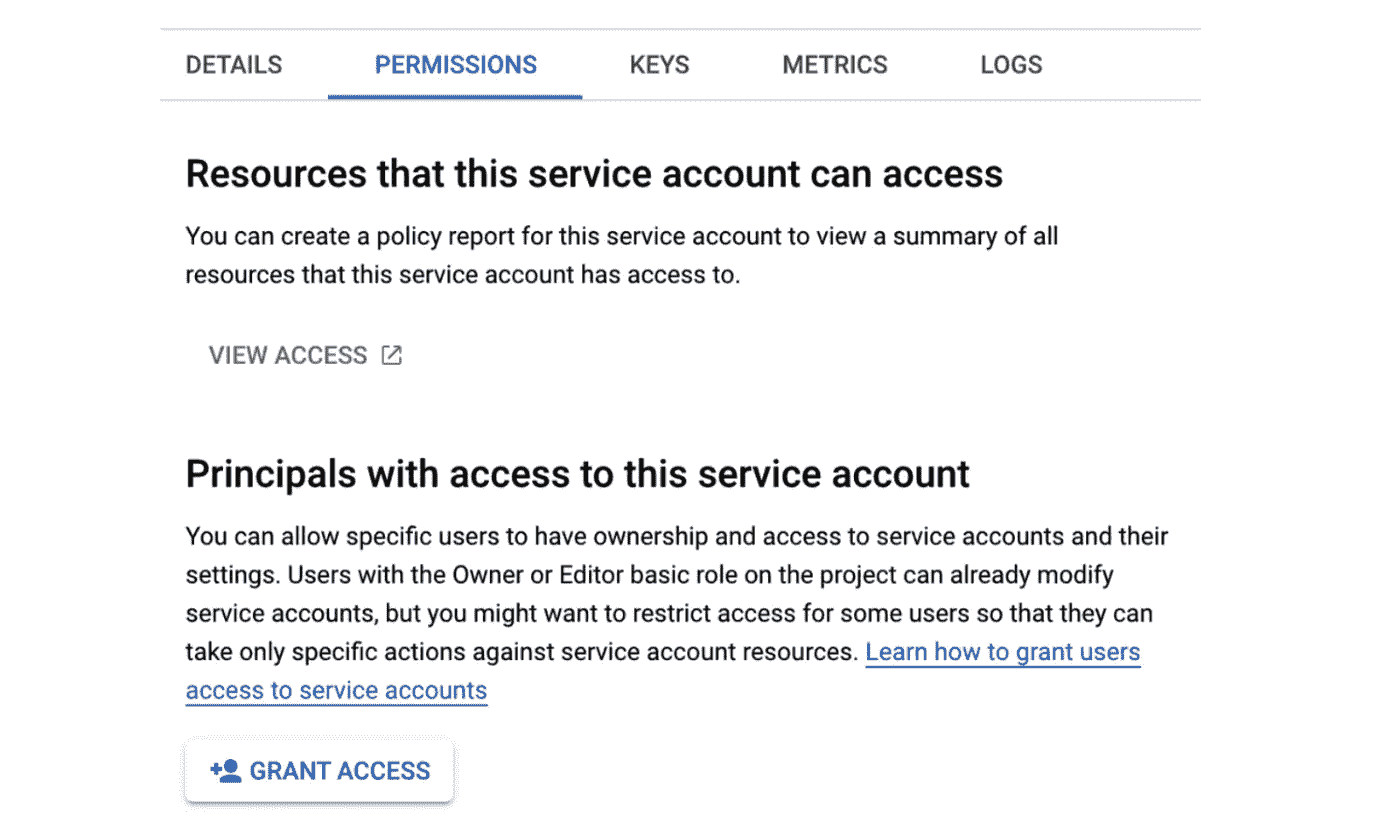 DETAILS PERMISSIONS KEYS METRICS LOGS
Resources that this service account can access
You can create a policy report for this service account to view a summary of all
resources that this service account has access to.
VIEW ACCESS
Principals with access to this service account
You can allow specific users to have ownership and access to service accounts and their
settings. Users with the Owner or Editor basic role on the project can already modify
service accounts, but you might want to restrict access for some users so that they can
take only specific actions against service account resources. Learn how to grant users
access to service accounts
GRANT ACCESS